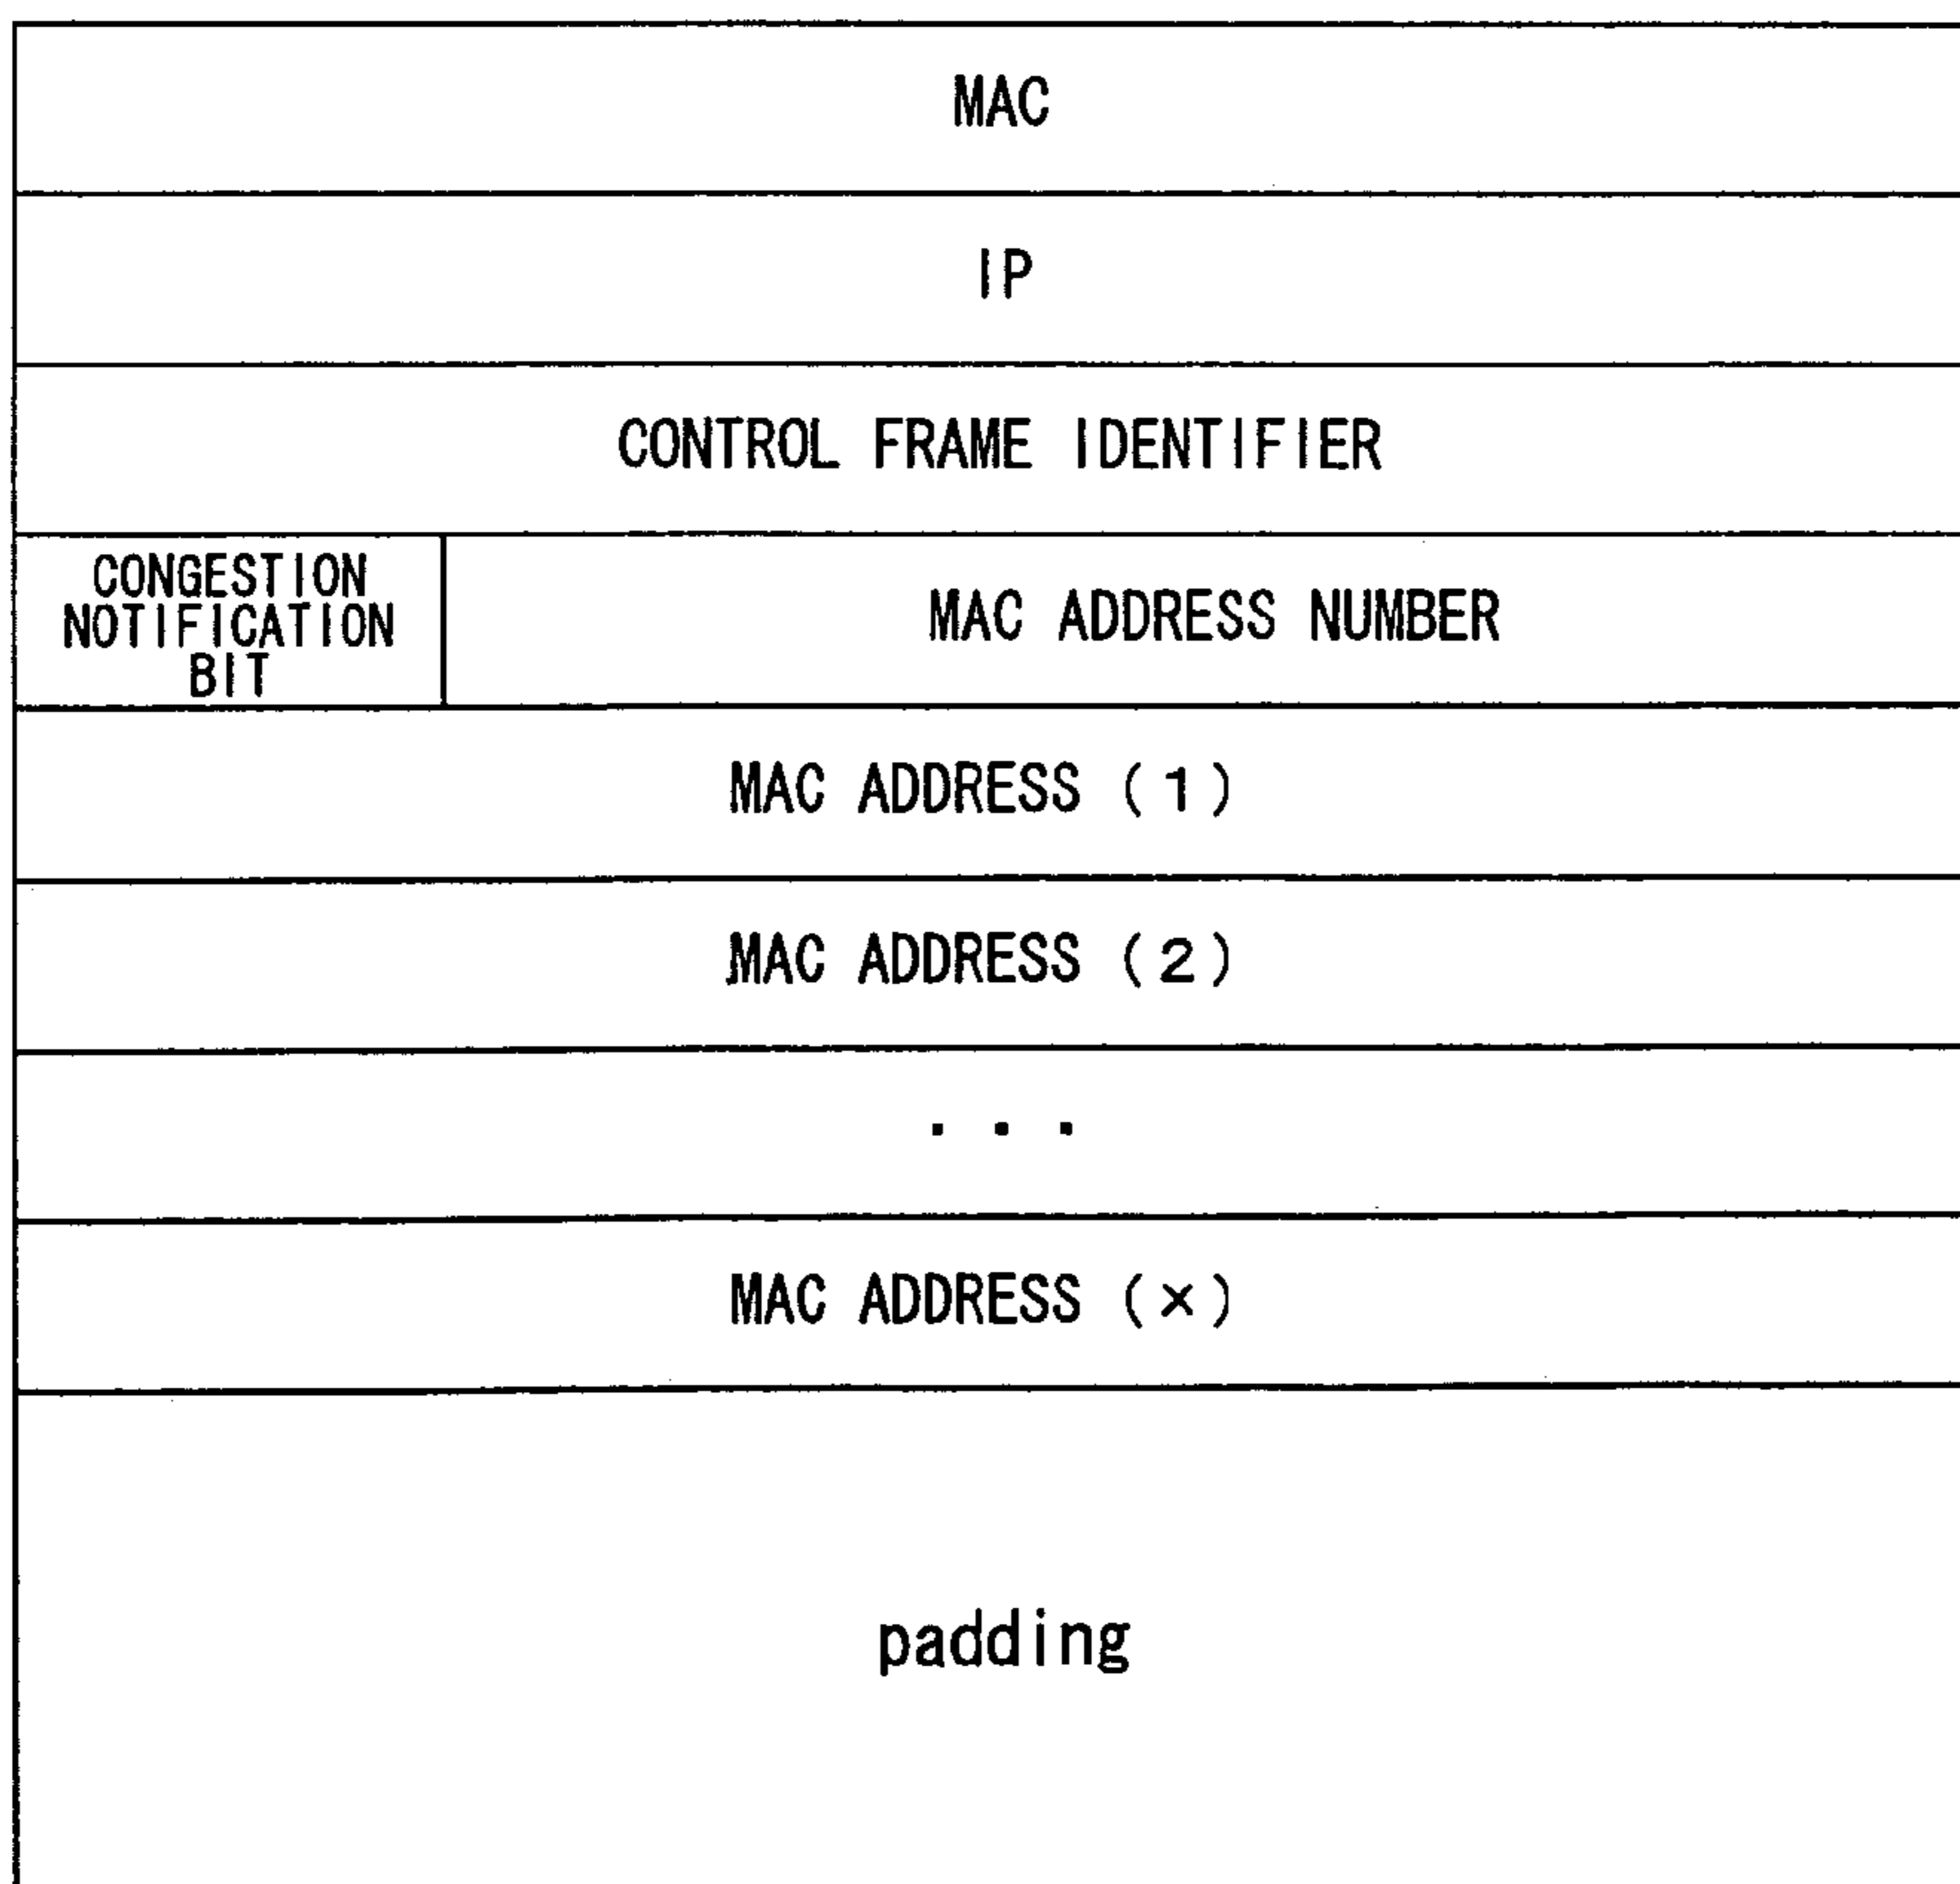 MAC
IP
CONTROL FRAME IDENTIFIER
CONGESTION
NOTIFICATION
BIT
MAC ADDRESS NUMBER
MAC ADDRESS (1)
MAC ADDRESS (2)
. . .
MAC ADDRESS (x)
padding